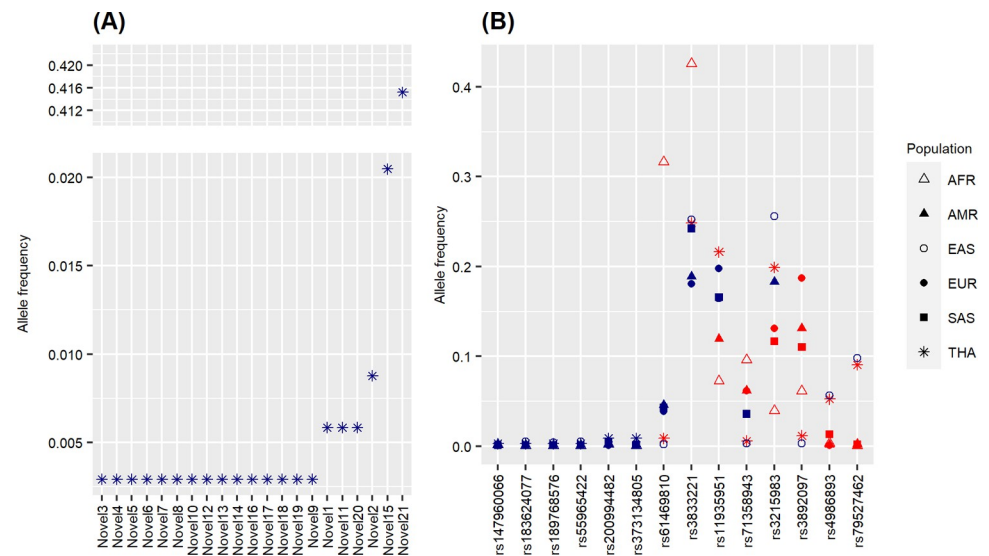 (A)
0.420
0.416
0.412
0.020
0.015
0.010
0.005
Allele frequency
Novel3
Novel4
Novel5
Novel6
Novel7
Novel8
Novel10
Novel12
Novel13
Novel14
Novel16
Novel17
Novel18
Novel19
Novel9
Novel1
Novel11
Novel20
Novel2
Novel15
Novel21
(B)
0.4
0.3
0.2
0.1
0.0
Allele frequency
rs147960066
rs183624077
rs189768576
rs55965422
rs200994482
rs373134805
rs61469810
rs3833221
rs11935951
rs71358943
rs3215983
rs3892097
rs4986893
rs79527462
Population
AFR
AMR
EAS
EUR
SAS
THA